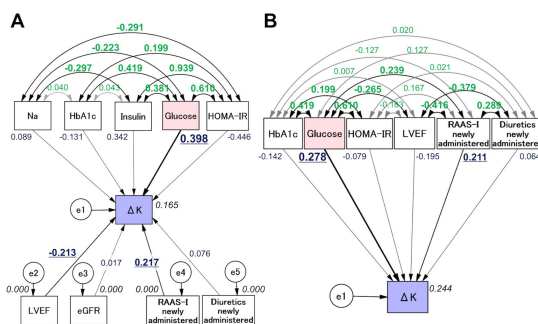 A
-0.291
-0.223 0.199
-0.297 0.419 0.939
-0.040 -0.043 0.381 0.610
Na HbA1c Insulin Glucose HOMA-IR
0.089 -0.131 0.342 0.398 -0.446
e1 Δ K 0.165
-0.213 0.017 0.217 0.076
e2 e3 e4 e5
0.000 0.000 0.000 0.000
LVEF eGFR RAAS-I newly administered Diuretics newly administered
B
0.020
-0.127 0.127
0.007 0.239 0.021
0.199 -0.265 0.167 -0.379
0.419 0.610 -0.183 -0.416 0.289
HbA1c Glucose HOMA-IR LVEF RAAS-I newly administered Diuretics newly administere
-0.142 0.278 -0.079 -0.195 0.211 0.064
e1 Δ K 0.244